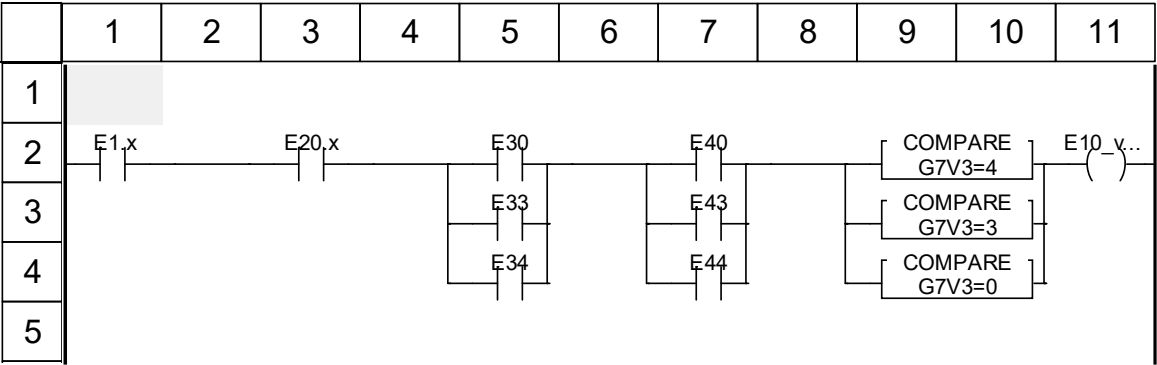 1 2 3 4 5 6 7 8 9 10 11
1
2 E1.x E20.x E30 E40 COMPARE E10_v...
G7V3=4
3 E33 E43 COMPARE
G7V3=3
4 E34 E44 COMPARE
G7V3=0
5